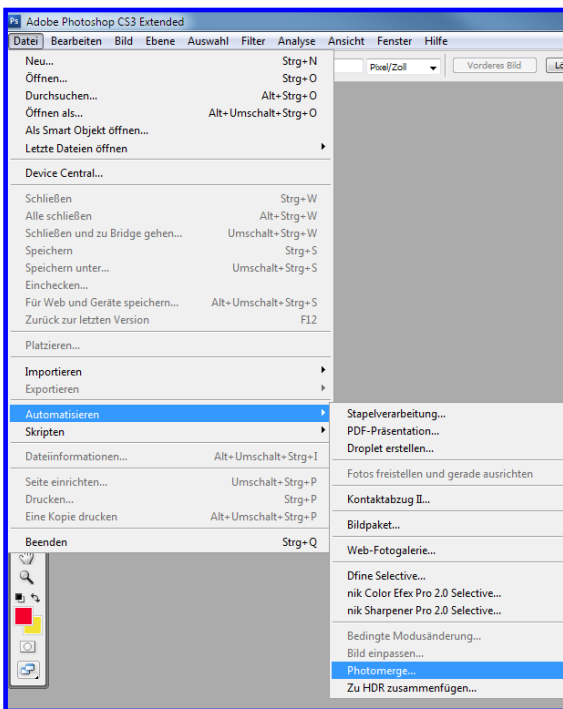 Ps Adobe Photoshop CS3 Extended
Datei Bearbeiten Bild Ebene Auswahl Filter Analyse Ansicht Fenster Hilfe
Pixel/Zoll Vorderes Bild
Neu... Strg+N
Öffnen... Strg+O
Durchsuchen... Alt+Strg+O
Öffnen als... Alt+Umschalt+Strg+O
Als Smart Objekt öffnen...
Letzte Dateien öffnen
Device Central...
Schließen Strg+W
Alle schließen Alt+Strg+W
Schließen und zu Bridge gehen... Umschalt+Strg+W
Speichern Strg+S
Speichern unter... Umschalt+Strg+S
Einchecken...
Für Web und Geräte speichern... Alt+Umschalt+Strg+S
Zurück zur letzten Version F12
Platzieren...
Importieren
Exportieren
Automatisieren
Skripten
Dateiinformationen... Alt+Umschalt+Strg+I
Seite einrichten... Umschalt+Strg+P
Drucken... Strg+P
Eine Kopie drucken Alt+Umschalt+Strg+P
Beenden Strg+Q
Stapelverarbeitung...
PDF-Präsentation...
Droplet erstellen...
Fotos freistellen und gerade ausrichten
Kontaktabzug II...
Bildpaket...
Web-Fotogalerie...
Dfine Selective...
nik Color Efex Pro 2.0 Selective...
nik Sharpener Pro 2.0 Selective...
Bedingte Modusänderung...
Bild einpassen...
Photomerge...
Zu HDR zusammenfügen...